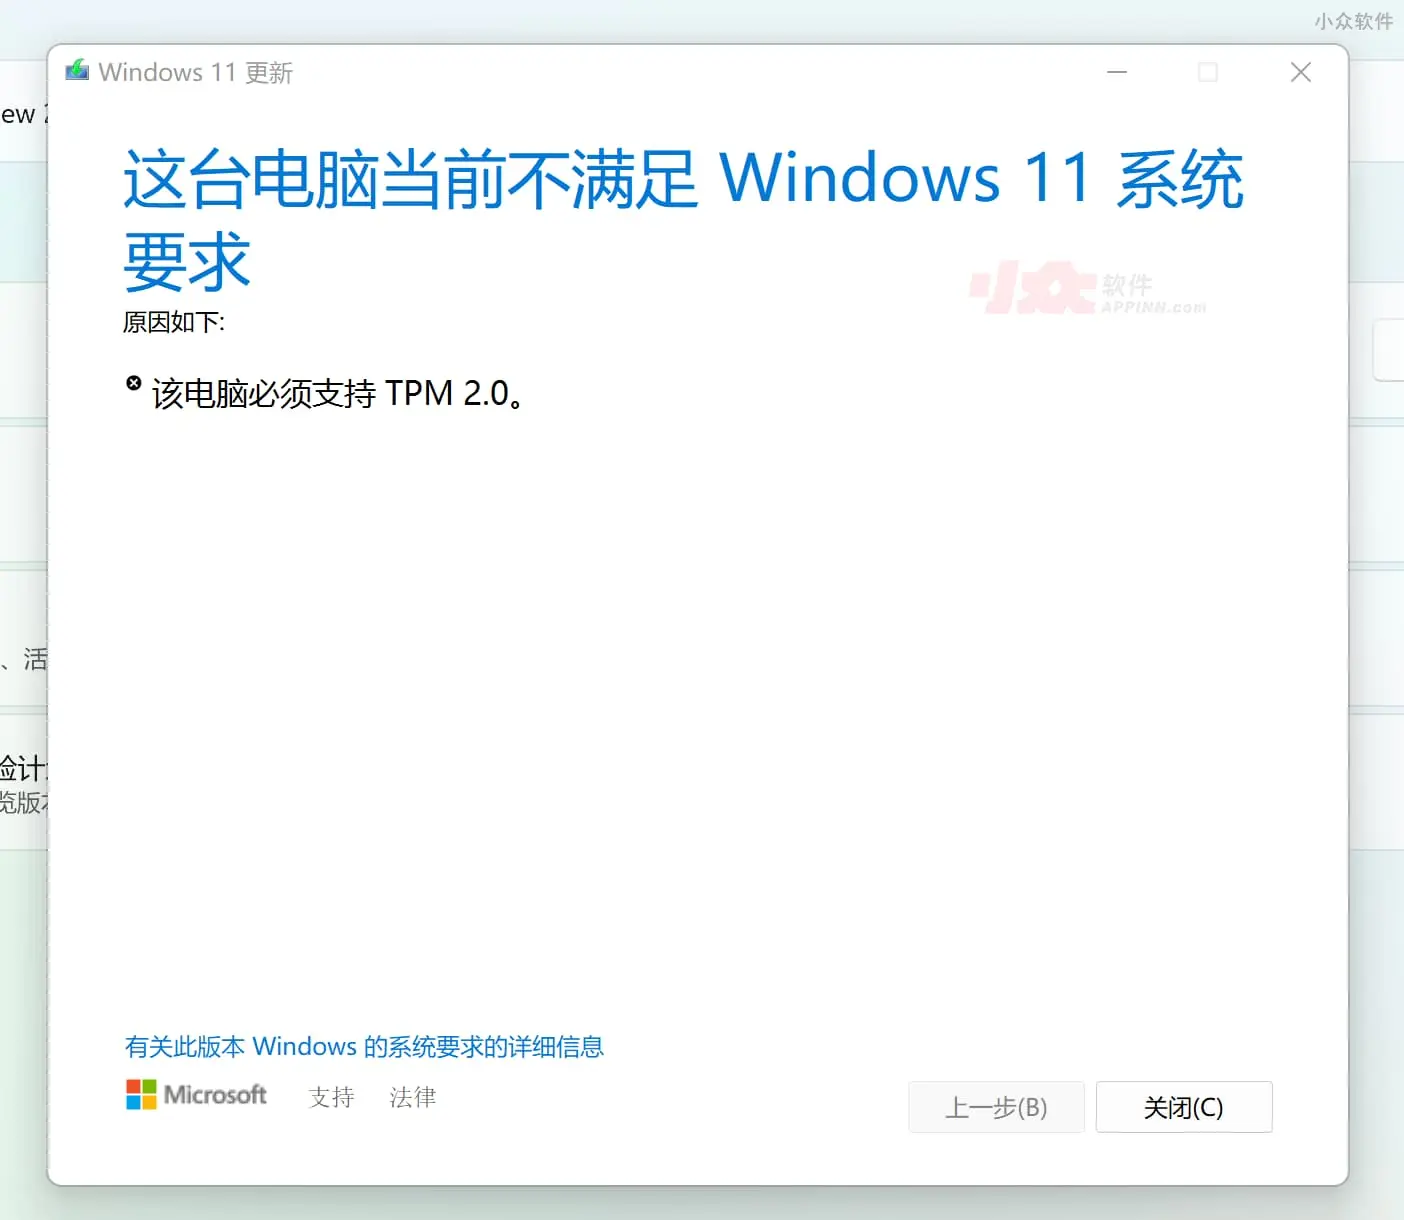 小众软件
Windows 11 更新
ew
这台电脑当前不满足 Windows 11 系统
要求
小众软件
APPINN.com
原因如下:
该电脑必须支持 TPM 2.0。
、活
验计
览版本
有关此版本 Windows 的系统要求的详细信息
Microsoft 支持 法律
上一步(B) 关闭(C)